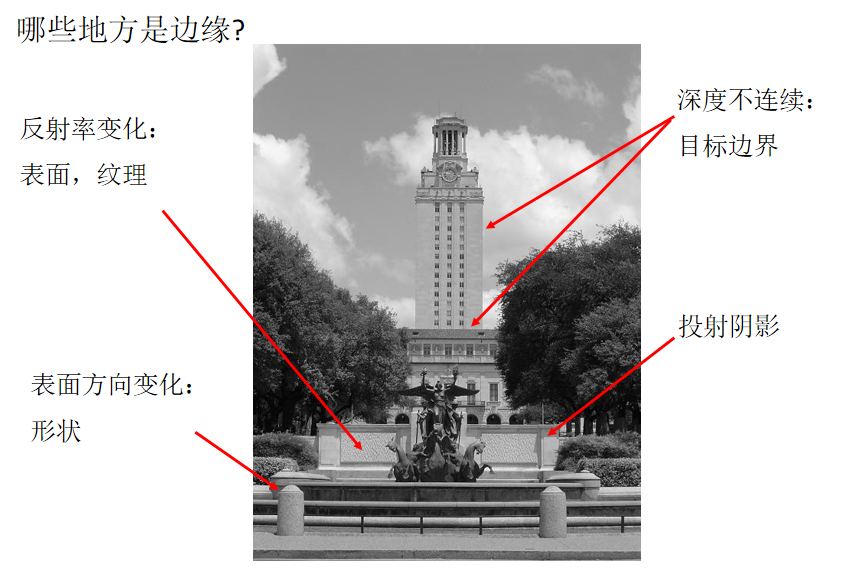 哪些地方是边缘?
反射率变化：
表面，纹理
深度不连续：
目标边界
投射阴影
表面方向变化：
形状